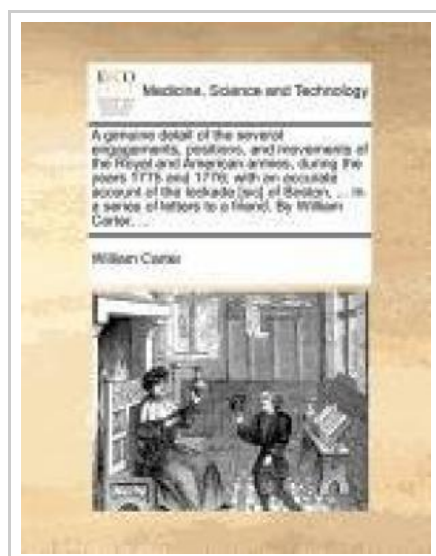 ECCO
Medicine, Science and Technology
A genuine detail of the several
engagements, positions, and movements of
the Royal and American armies, during the
years 1775 and 1776; with an accurate
account of the lockade [sic] of Boston, ... in
a series of letters to a friend. By William
Carter, ...
William Carter